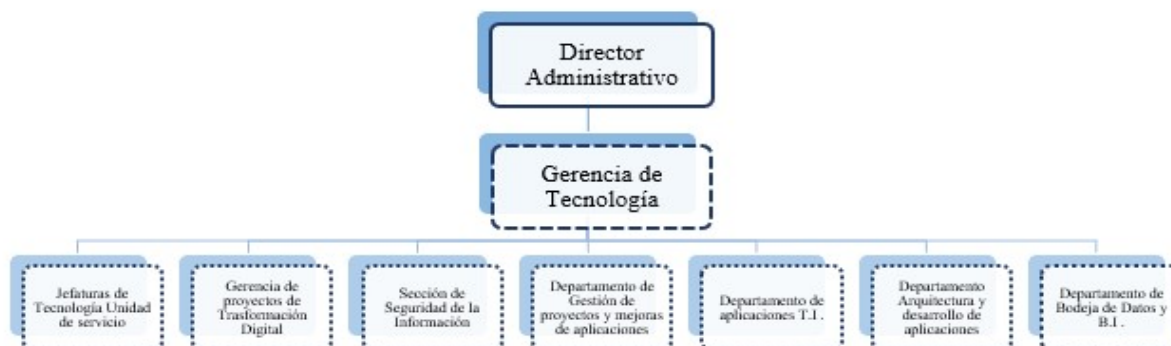 Director
Administrativo
Gerencia de
Tecnología
Jefaturas de
Tecnología Unidad
de servicio
Gerencia de
proyectos de
Trasformación
Digital
Sección de
Seguridad de la
Información
Departamento de
Gestión de
proyectos y mejoras
de aplicaciones
Departamento de
aplicaciones T.I .
Departamento
Arquitectura y
desarrollo de
aplicaciones
Departamento de
Bodeja de Datos y
B.I .